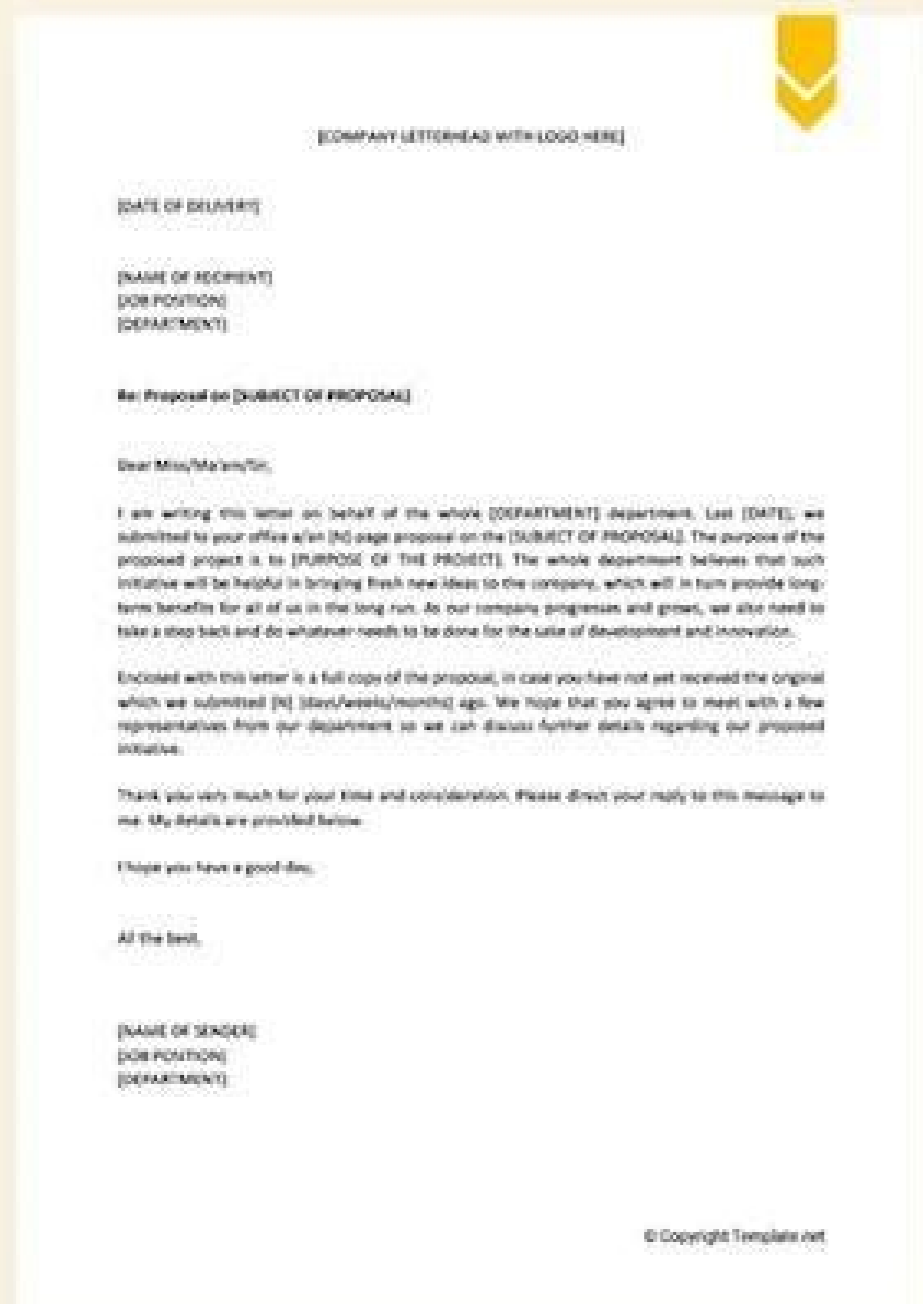 [COMPANY LETTERHEAD WITH LOGO HERE]
[DATE OF DELIVERY]
[NAME OF RECIPIENT]
[JOB POSITION]
[DEPARTMENT]
Re: Proposal on [SUBJECT OF PROPOSAL]
Dear Miss/Ma'am/Sir,
I am writing this letter on behalf of the whole [DEPARTMENT] department. Last [DATE], we
submitted to your office a/an [N] page proposal on the [SUBJECT OF PROPOSAL]. The purpose of the
proposed project is to [PURPOSE OF THE PROJECT]. The whole department believes that such
initiative will be helpful in bringing fresh new ideas to the company, which will in turn provide long-
term benefits for all of us in the long run. As our company progresses and grows, we also need to
take a step back and do whatever needs to be done for the sake of development and innovation.
Enclosed with this letter is a full copy of the proposal, in case you have not yet received the original
which we submitted [N] [days/weeks/months] ago. We hope that you agree to meet with a few
representatives from our department so we can discuss further details regarding our proposed
initiative.
Thank you very much for your time and consideration. Please direct your reply to this message to
me. My details are provided below.
I hope you have a good day.
All the best,
[NAME OF SENDER]
[JOB POSITION]
[DEPARTMENT]
© Copyright Template.net